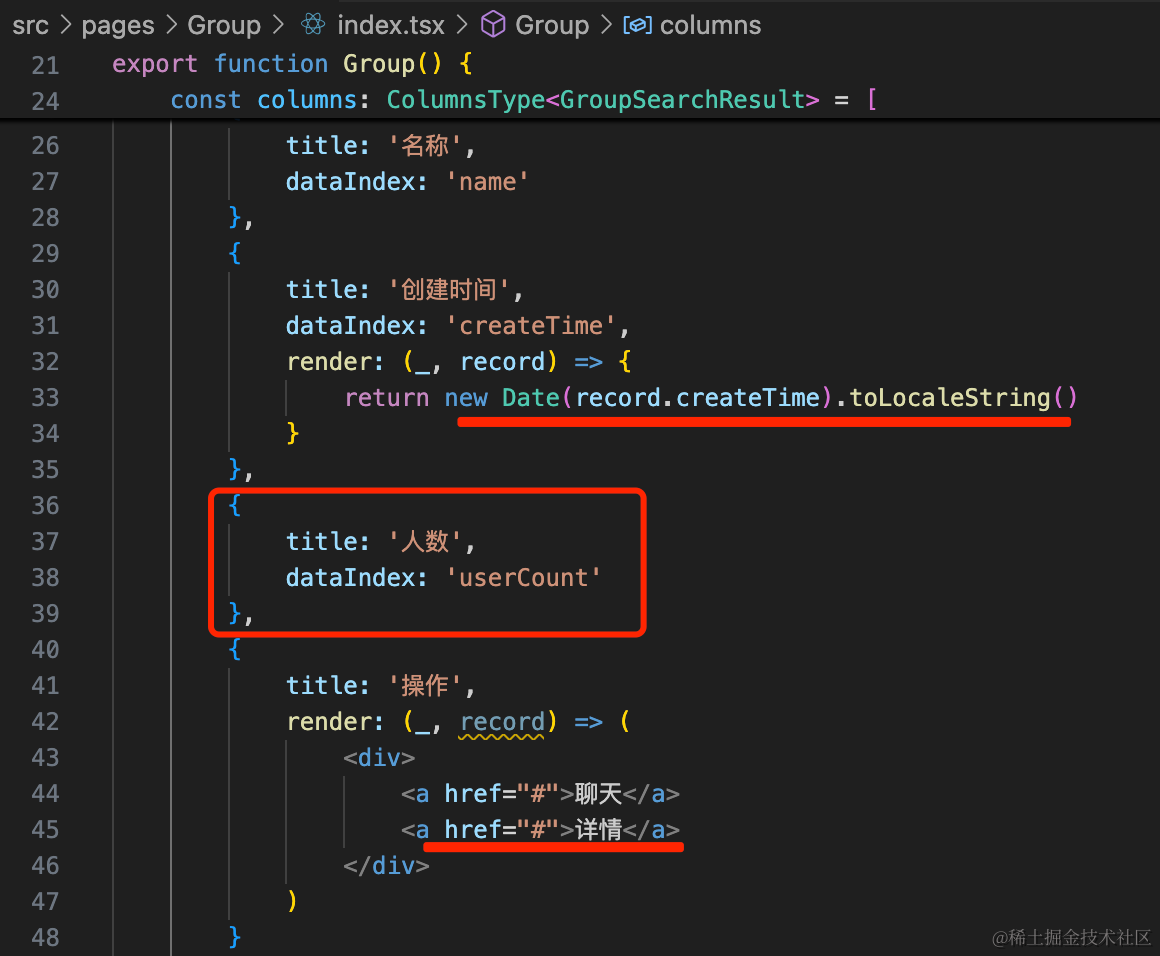 src > pages > Group > index.tsx > Group > columns
21 export function Group() {
24 const columns: ColumnsType<GroupSearchResult> = [
26 title: '名称',
27 dataIndex: 'name'
28 },
29 {
30 title: '创建时间',
31 dataIndex: 'createTime',
32 render: (_, record) => {
33 return new Date(record.createTime).toLocaleString()
34 }
35 },
36 {
37 title: '人数',
38 dataIndex: 'userCount'
39 },
40 {
41 title: '操作',
42 render: (_, record) => (
43 <div>
44 <a href="#">聊天</a>
45 <a href="#">详情</a>
46 </div>
47 )
48 }
@稀土掘金技术社区